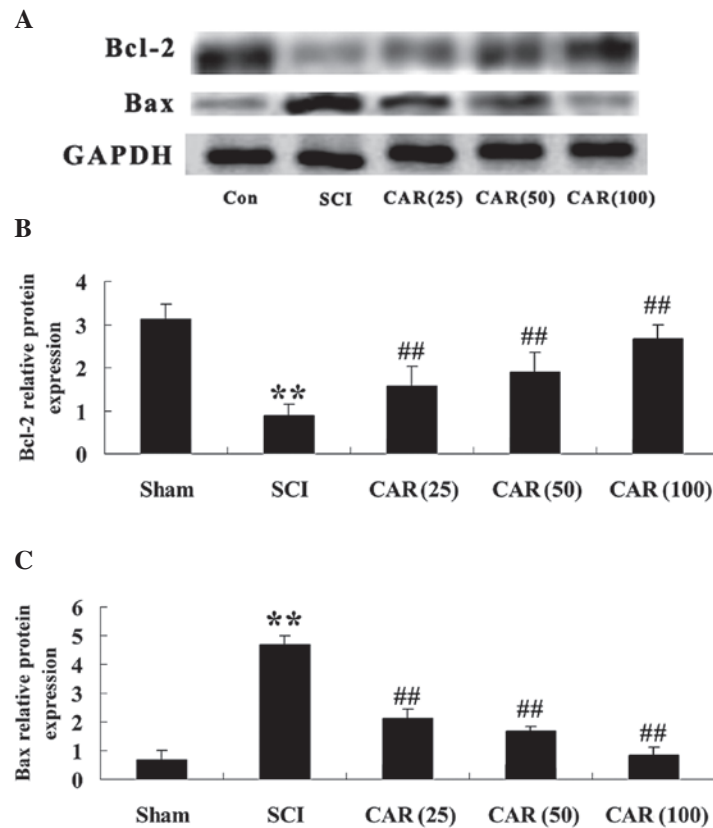 A
Bcl-2
Bax
GAPDH
Con SCI CAR(25) CAR(50) CAR(100)
B
Bcl-2 relative protein
expression
4
3
2
1
0
**
##
##
##
Sham SCI CAR (25) CAR (50) CAR (100)
C
Bax relative protein
expression
6
5
4
3
2
1
0
**
##
##
##
Sham SCI CAR (25) CAR (50) CAR (100)